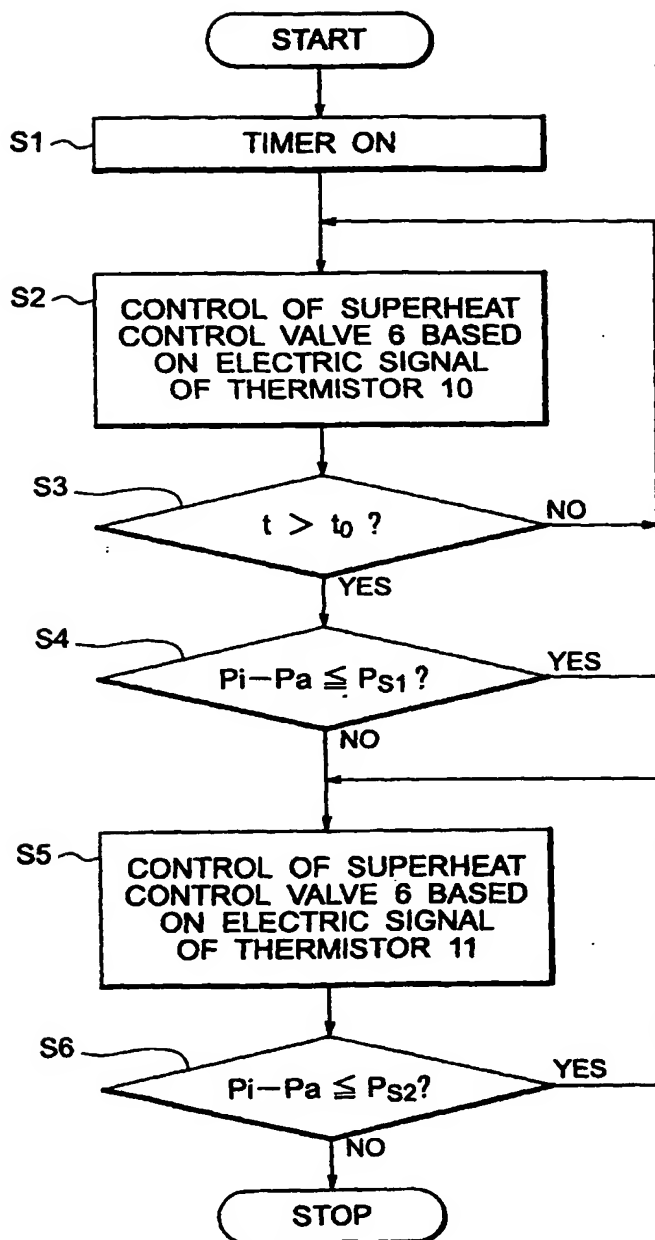 START
S1
TIMER ON
S2
CONTROL OF SUPERHEAT
CONTROL VALVE 6 BASED
ON ELECTRIC SIGNAL
OF THERMISTOR 10
S3
t > t0 ?
NO
YES
S4
Pi−Pa ≦ PS1 ?
YES
NO
S5
CONTROL OF SUPERHEAT
CONTROL VALVE 6 BASED
ON ELECTRIC SIGNAL
OF THERMISTOR 11
S6
Pi−Pa ≦ PS2?
YES
NO
STOP